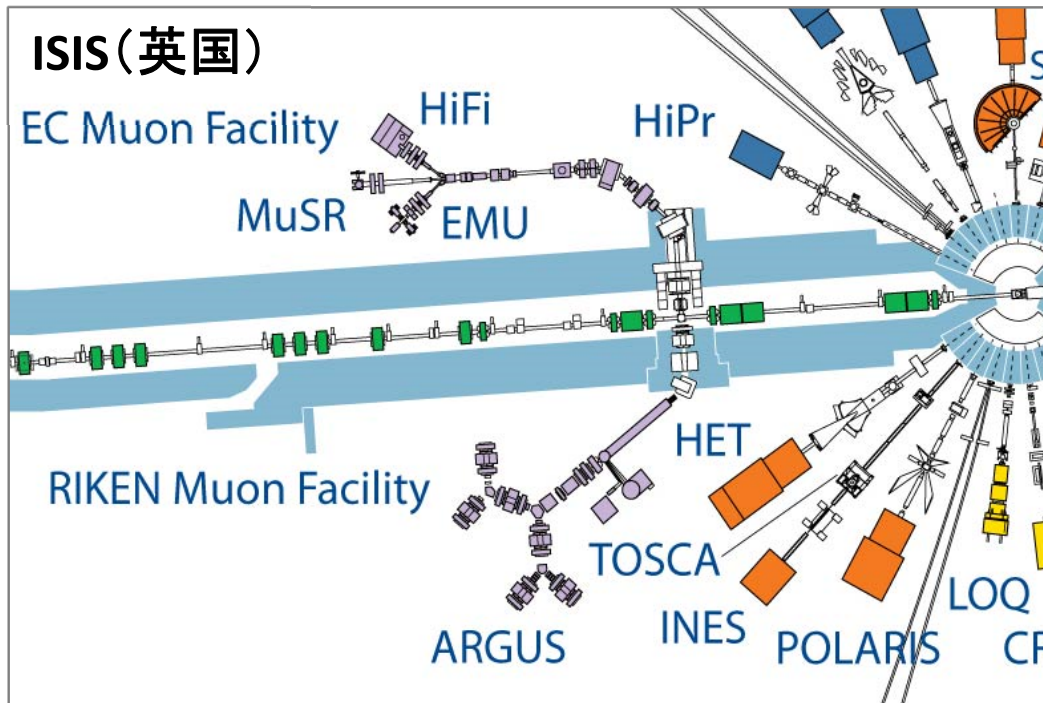 ISIS（英国）
EC Muon Facility
HiFi
HiPr
MuSR
EMU
RIKEN Muon Facility
HET
TOSCA
INES
ARGUS
POLARIS
LOQ